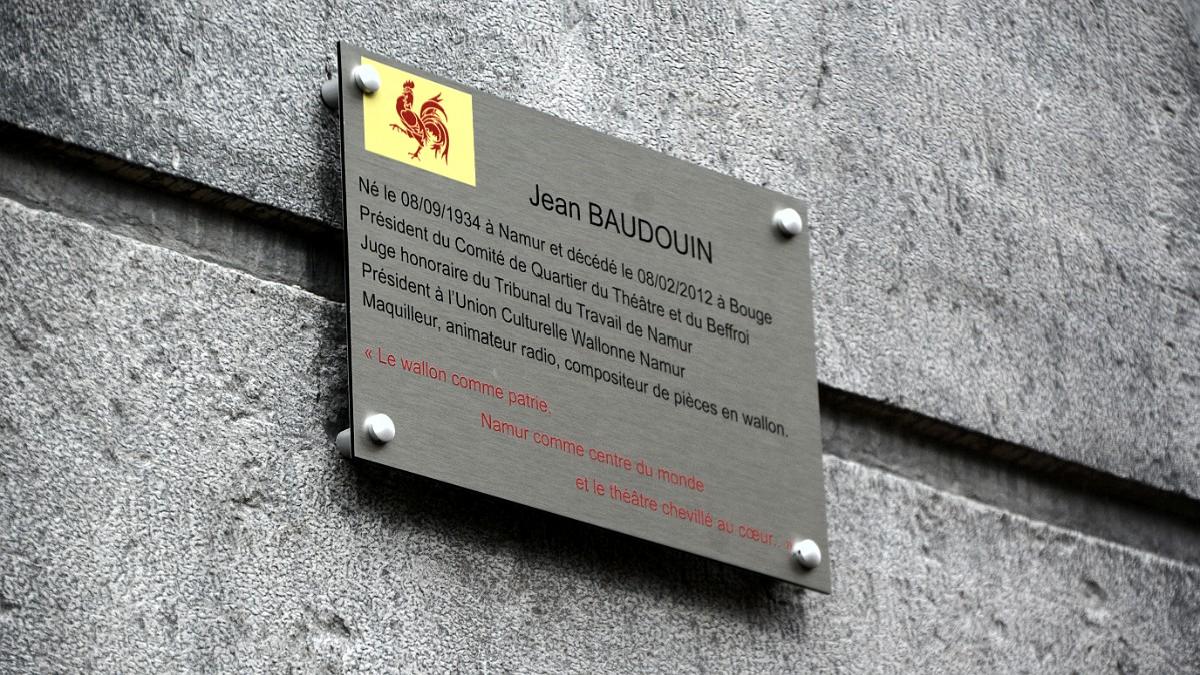 Jean BAUDOUIN
Né le 08/09/1934 à Namur et décédé le 08/02/2012 à Bouge
Président du Comité de Quartier du Théâtre et du Beffroi
Juge honoraire du Tribunal du Travail de Namur
Président à l'Union Culturelle Wallonne Namur
Maquilleur, animateur radio, compositeur de pièces en wallon.
« Le wallon comme patrie,
Namur comme centre du monde
et le théâtre chevillé au cœur... »